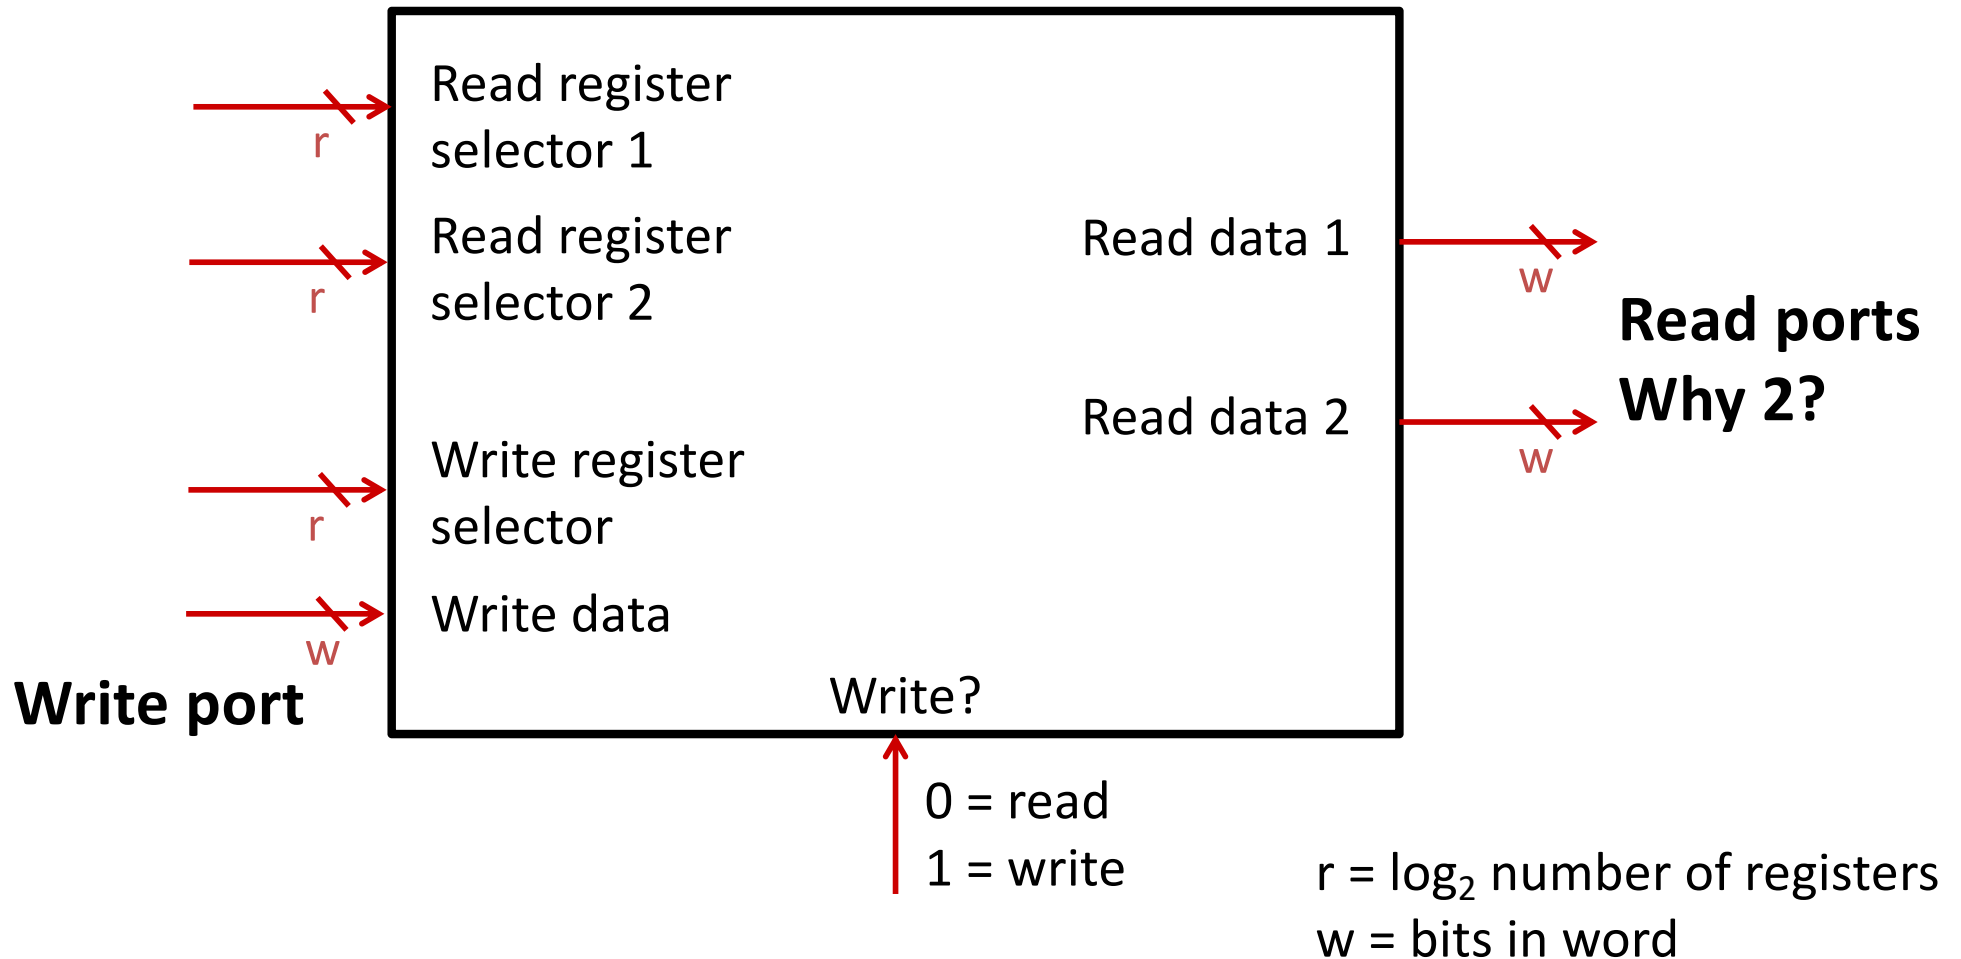 Read register
selector 1
r
Read register
selector 2
r
Read data 1
w
Read ports
Why 2?
Read data 2
w
Write register
selector
r
Write data
w
Write port
Write?
0 = read
1 = write
r = log₂ number of registers
w = bits in word